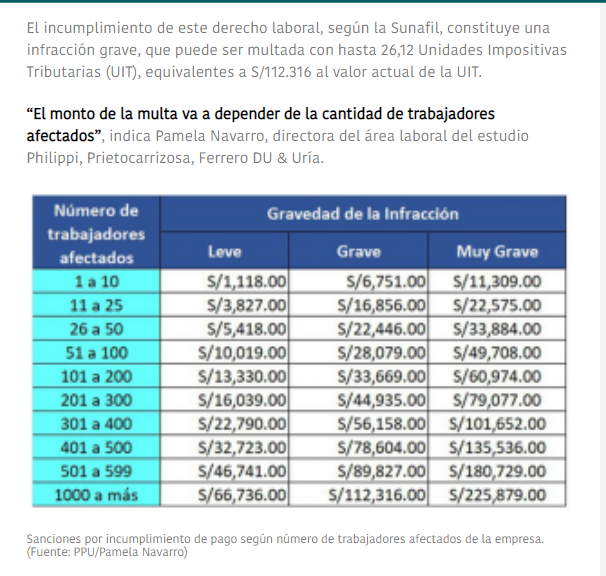 El incumplimiento de este derecho laboral, según la Sunafil, constituye una
infracción grave, que puede ser multada con hasta 26,12 Unidades Impositivas
Tributarias (UIT), equivalentes a S/112.316 al valor actual de la UIT.
“El monto de la multa va a depender de la cantidad de trabajadores
afectados”, indica Pamela Navarro, directora del área laboral del estudio
Philippi, Prietocarrizosa, Ferrero DU & Uría.
Número de trabajadores afectados Gravedad de la Infracción
Leve Grave Muy Grave
1 a 10 S/1,118.00 S/6,751.00 S/11,309.00
11 a 25 S/3,827.00 S/16,856.00 S/22,575.00
26 a 50 S/5,418.00 S/22,446.00 S/33,884.00
51 a 100 S/10,019.00 S/28,079.00 S/49,708.00
101 a 200 S/13,330.00 S/33,669.00 S/60,974.00
201 a 300 S/16,039.00 S/44,935.00 S/79,077.00
301 a 400 S/22,790.00 S/56,158.00 S/101,652.00
401 a 500 S/32,723.00 S/78,604.00 S/135,536.00
501 a 599 S/46,741.00 S/89,827.00 S/180,729.00
1000 a más S/66,736.00 S/112,316.00 S/225,879.00
Sanciones por incumplimiento de pago según número de trabajadores afectados de la empresa.
(Fuente: PPU/Pamela Navarro)